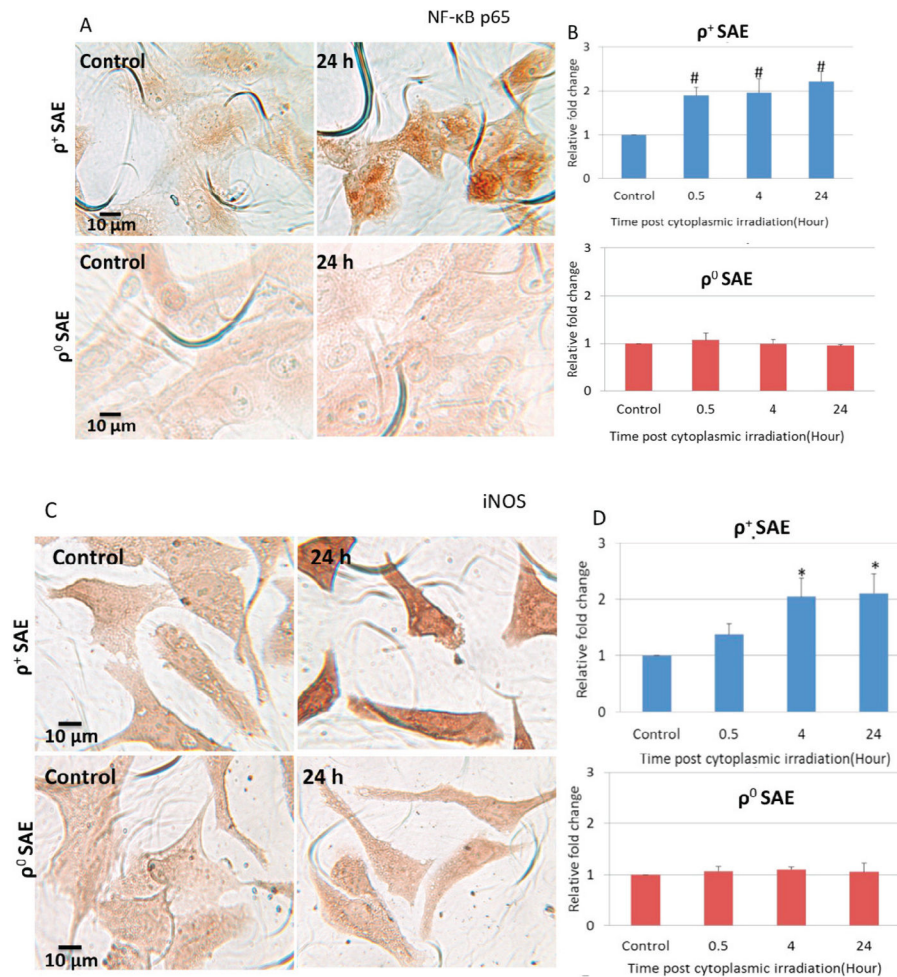 NF-κB p65
A
Control
24 h
ρ⁺ SAE
10 µm
Control
24 h
ρ⁰ SAE
10 µm
B
ρ⁺ SAE
Relative fold change
3
2
1
0
#
#
#
Control
0.5
4
24
Time post cytoplasmic irradiation(Hour)
ρ⁰ SAE
Relative fold change
3
2
1
0
Control
0.5
4
24
Time post cytoplasmic irradiation(Hour)
iNOS
C
Control
24 h
ρ⁺ SAE
10 µm
Control
24 h
ρ⁰ SAE
10 µm
D
ρ⁺ SAE
Relative fold change
3
2
1
0
*
*
Control
0.5
4
24
Time post cytoplasmic irradiation(Hour)
ρ⁰ SAE
Relative fold change
3
2
1
0
Control
0.5
4
24
Time post cytoplasmic irradiation(Hour)